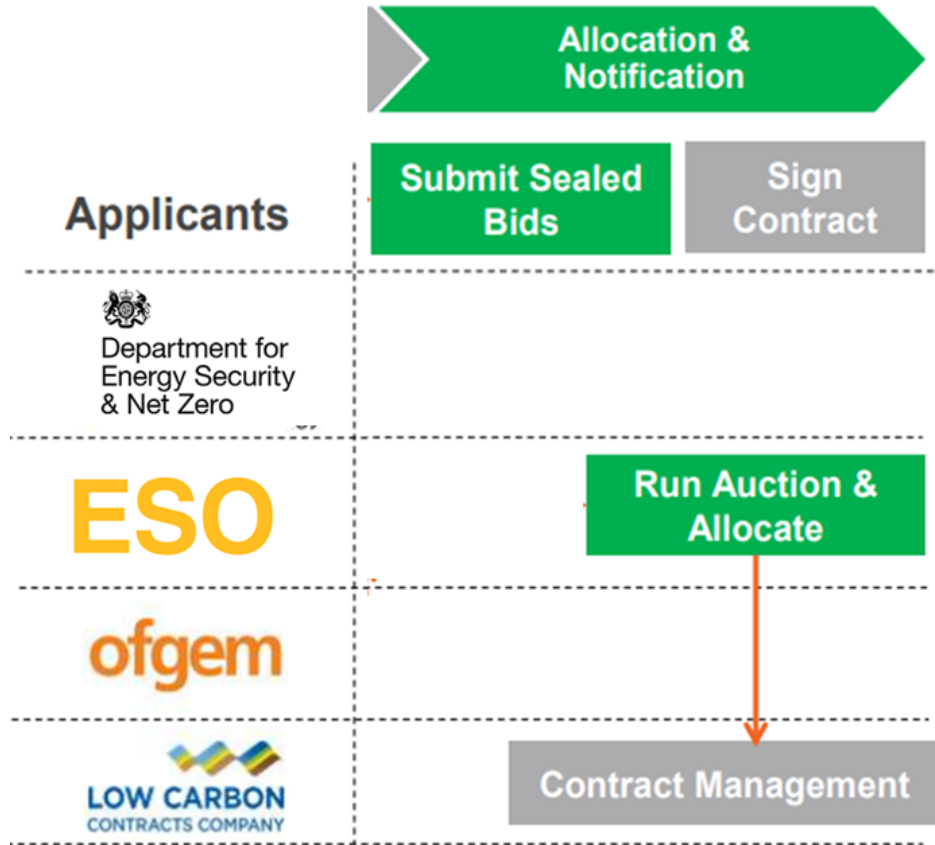 Allocation &
Notification
Applicants
Submit Sealed
Bids
Sign
Contract
Department for
Energy Security
& Net Zero
ESO
Run Auction &
Allocate
ofgem
LOW CARBON
CONTRACTS COMPANY
Contract Management